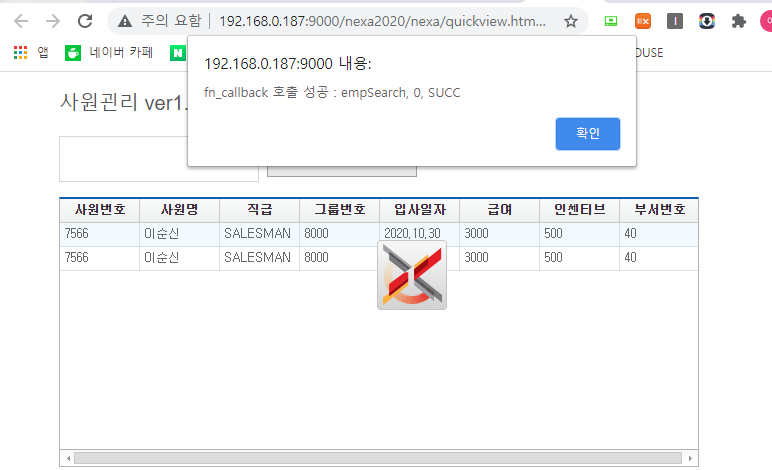 주의 요함 192.168.0.187:9000/nexa2020/nexa/quickview.htm...
앱 네이버 카페 OUSE
192.168.0.187:9000 내용:
fn_callback 호출 성공 : empSearch, 0, SUCC
확인
사원괸리 ver1.
사원번호 사원명 직급 그룹번호 입사일자 급여 인센티브 부서번호
7566 이순신 SALESMAN 8000 2020.10.30 3000 500 40
7566 이순신 SALESMAN 8000 3000 500 40